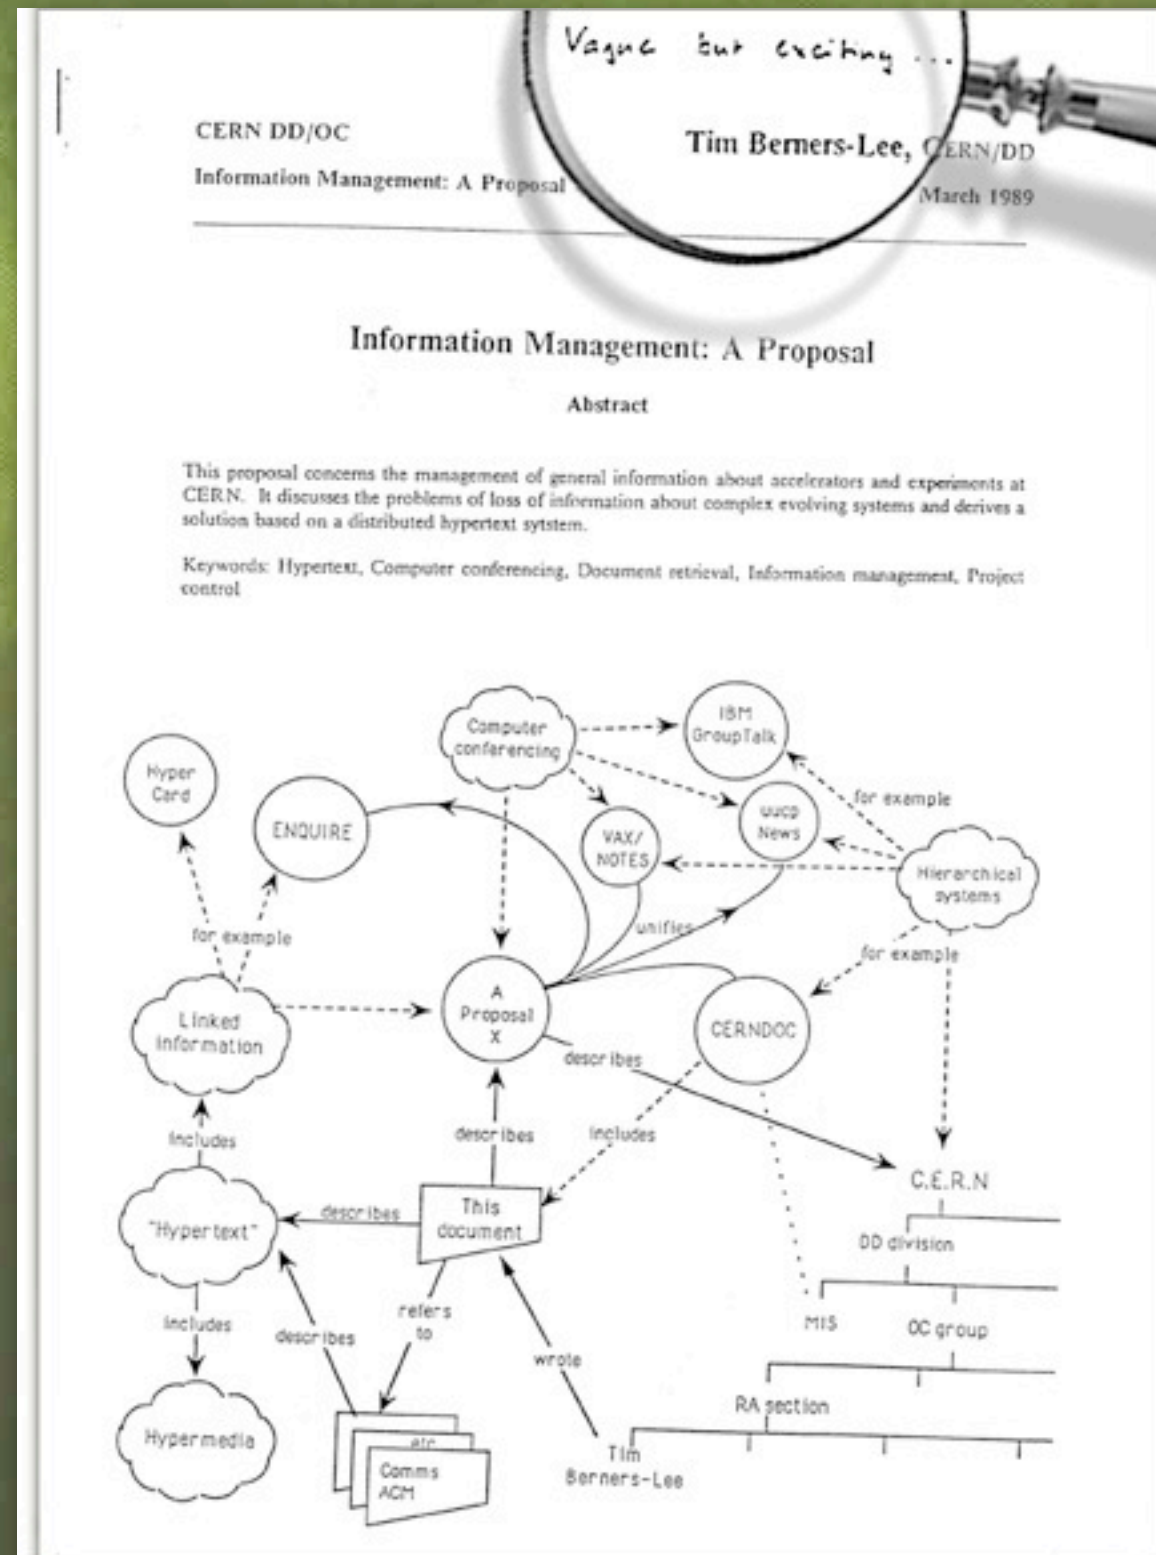 Vague but exciting ...
CERN DD/OC
Tim Berners-Lee, CERN/DD
Information Management: A Proposal
March 1989
Information Management: A Proposal
Abstract
This proposal concerns the management of general information about accelerators and experiments at
CERN. It discusses the problems of loss of information about complex evolving systems and derives a
solution based on a distributed hypertext sytstem.
Keywords: Hypertext, Computer conferencing, Document retrieval, Information management, Project
control
IBM
GroupTalk
Computer
conferencing
Hyper
Card
for example
uucp
News
ENQUIRE
VAX/
NOTES
Hierarchical
systems
unifies
for example
for example
A
Proposal
X
Linked
information
CERNDOC
describes
includes
describes
includes
C.E.R.N
This
document
describes
"Hypertext"
DD division
refers
to
includes
describes
MIS
OC group
wrote
RA section
Hypermedia
etc
Comms
ACM
Tim
Berners-Lee